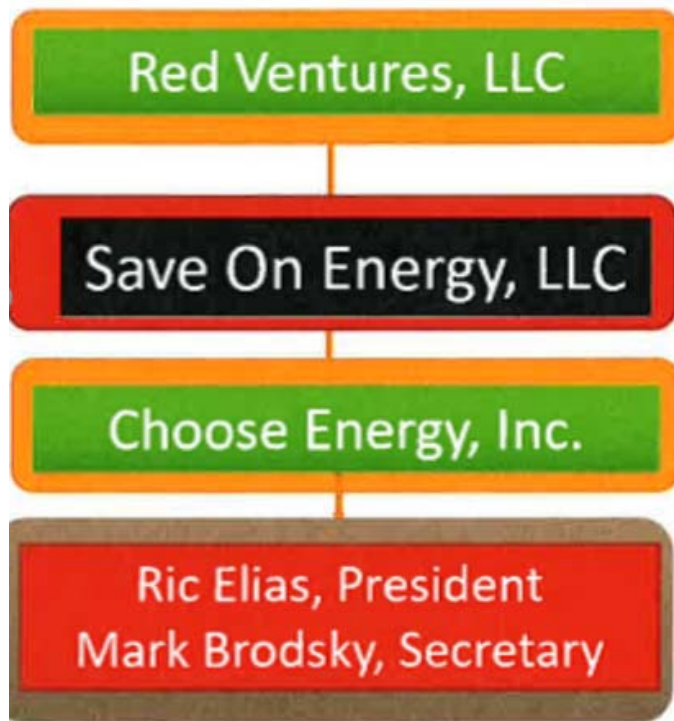 Red Ventures, LLC
Save On Energy, LLC
Choose Energy, Inc.
Ric Elias, President
Mark Brodsky, Secretary